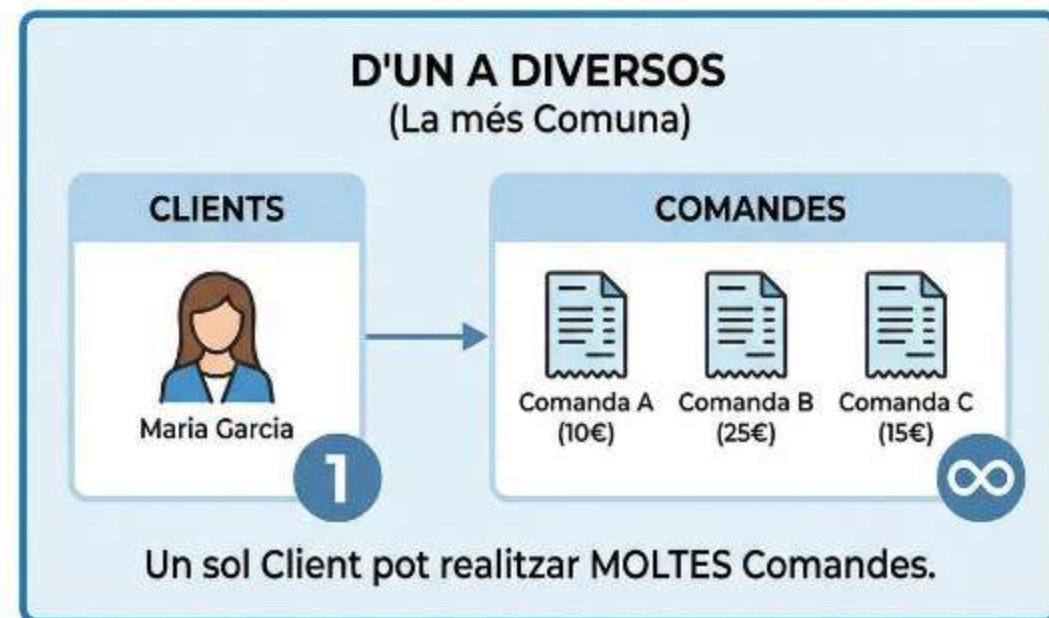 D'UN A DIVERSOS
(La més Comuna)
CLIENTS
Maria Garcia
1
COMANDES
Comanda A
(10€)
Comanda B
(25€)
Comanda C
(15€)
∞
Un sol Client pot realitzar MOLTES Comandes.